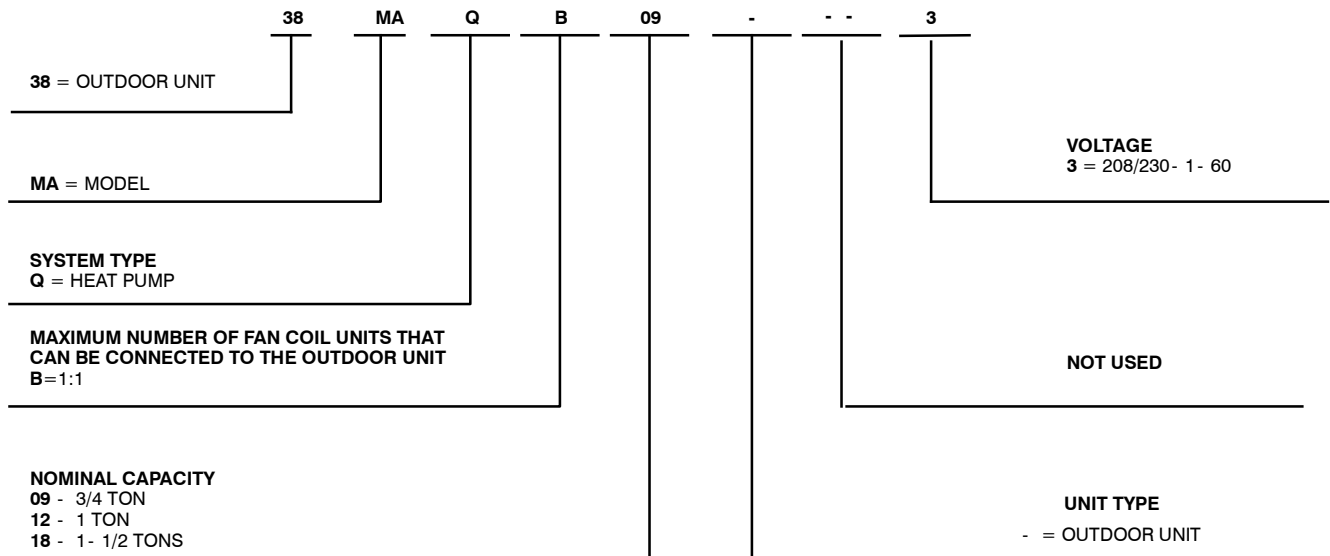 38 MA Q B 09 - - - 3
38 = OUTDOOR UNIT
VOLTAGE
3 = 208/230- 1- 60
MA = MODEL
SYSTEM TYPE
Q = HEAT PUMP
MAXIMUM NUMBER OF FAN COIL UNITS THAT
CAN BE CONNECTED TO THE OUTDOOR UNIT
B=1:1
NOT USED
NOMINAL CAPACITY
09 - 3/4 TON
12 - 1 TON
18 - 1- 1/2 TONS
UNIT TYPE
- = OUTDOOR UNIT